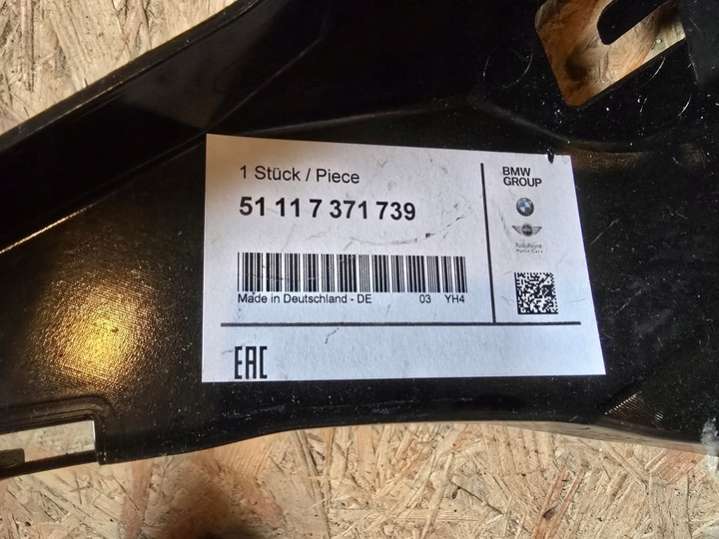 1 Stück / Piece
51 11 7 371 739
Made in Deutschland - DE 03 YH4
EAC
BMW
GROUP